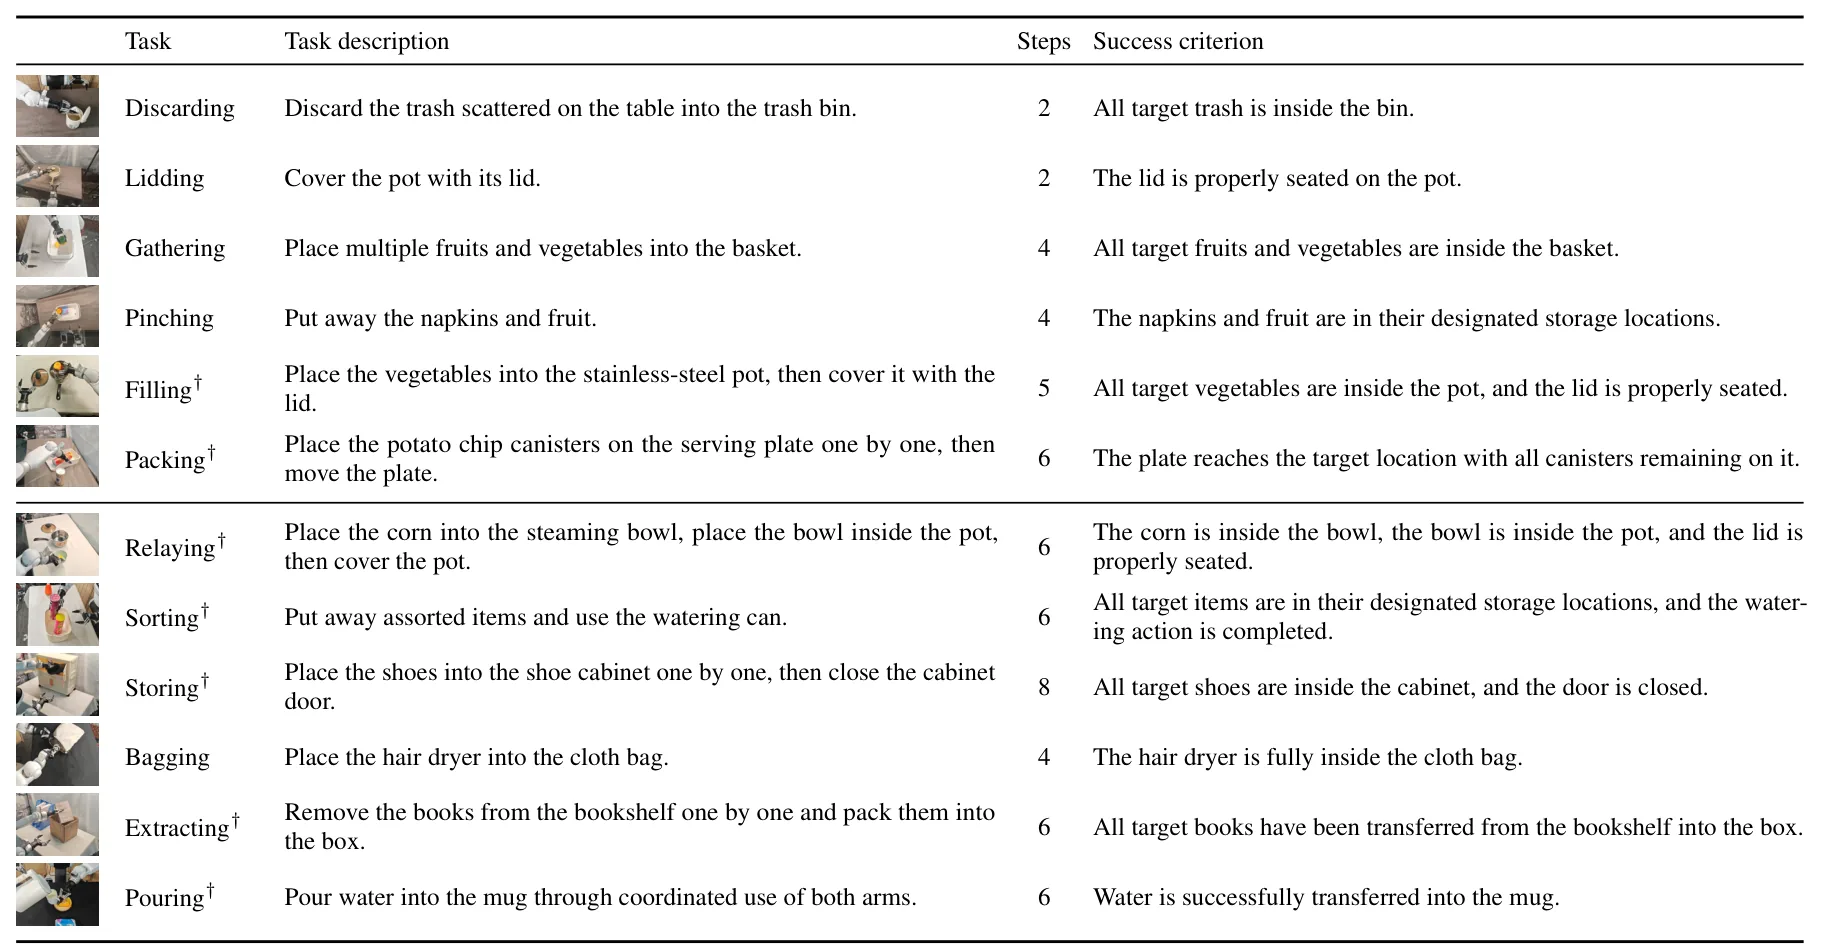 Task Task description Steps Success criterion
Discarding Discard the trash scattered on the table into the trash bin. 2 All target trash is inside the bin.
Lidding Cover the pot with its lid. 2 The lid is properly seated on the pot.
Gathering Place multiple fruits and vegetables into the basket. 4 All target fruits and vegetables are inside the basket.
Pinching Put away the napkins and fruit. 4 The napkins and fruit are in their designated storage locations.
Filling† Place the vegetables into the stainless-steel pot, then cover it with the
lid. 5 All target vegetables are inside the pot, and the lid is properly seated.
Packing† Place the potato chip canisters on the serving plate one by one, then
move the plate. 6 The plate reaches the target location with all canisters remaining on it.
Relaying† Place the corn into the steaming bowl, place the bowl inside the pot,
then cover the pot. 6 The corn is inside the bowl, the bowl is inside the pot, and the lid is
properly seated.
Sorting† Put away assorted items and use the watering can. 6 All target items are in their designated storage locations, and the water-
ing action is completed.
Storing† Place the shoes into the shoe cabinet one by one, then close the cabinet
door. 8 All target shoes are inside the cabinet, and the door is closed.
Bagging Place the hair dryer into the cloth bag. 4 The hair dryer is fully inside the cloth bag.
Extracting† Remove the books from the bookshelf one by one and pack them into
the box. 6 All target books have been transferred from the bookshelf into the box.
Pouring† Pour water into the mug through coordinated use of both arms. 6 Water is successfully transferred into the mug.